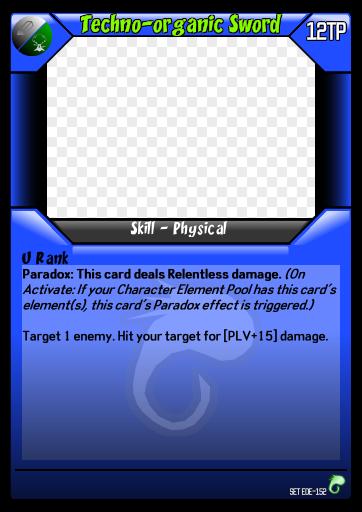 Techno-organic Sword
12TP
Skill - Physical
U Rank
Paradox: This card deals Relentless damage. (On
Activate: If your Character Element Pool has this card's
element(s), this card's Paradox effect is triggered.)
Target 1 enemy. Hit your target for [PLV+15] damage.
SET EOE-152